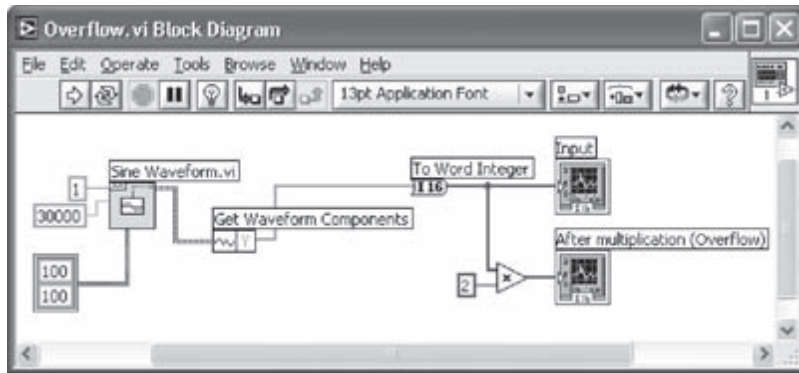 Overflow.vi Block Diagram
File Edit Operate Tools Browse Window Help
13pt Application Font
1
Input
Sine Waveform.vi
To Word Integer
1
I16
30000
Get Waveform Components
Y
After multiplication (Overflow)
100
100
2
x